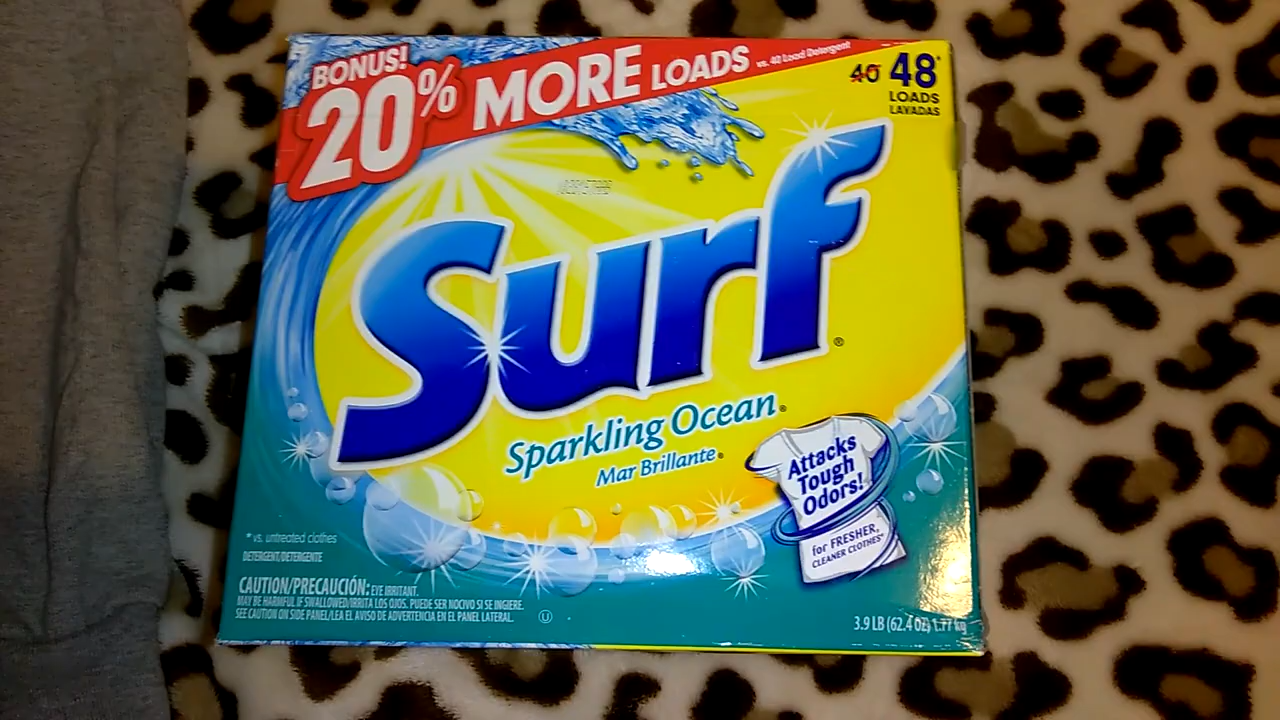 BONUS!
20% MORE LOADS vs. 40 Load Detergent
40 48*
LOADS
LAVADAS
Surf®
Sparkling Ocean®
Mar Brillante®
Attacks
Tough
Odors!
for FRESHER,
CLEANER CLOTHES*
* vs. untreated clothes
DETERGENT/DETERGENTE
CAUTION/PRECAUCIÓN: EYE IRRITANT.
MAY BE HARMFUL IF SWALLOWED/IRRITA LOS OJOS. PUEDE SER NOCIVO SI SE INGIERE.
SEE CAUTION ON SIDE PANEL/LEA EL AVISO DE ADVERTENCIA EN EL PANEL LATERAL.
U
3.9 LB (62.4 OZ) 1.77 kg